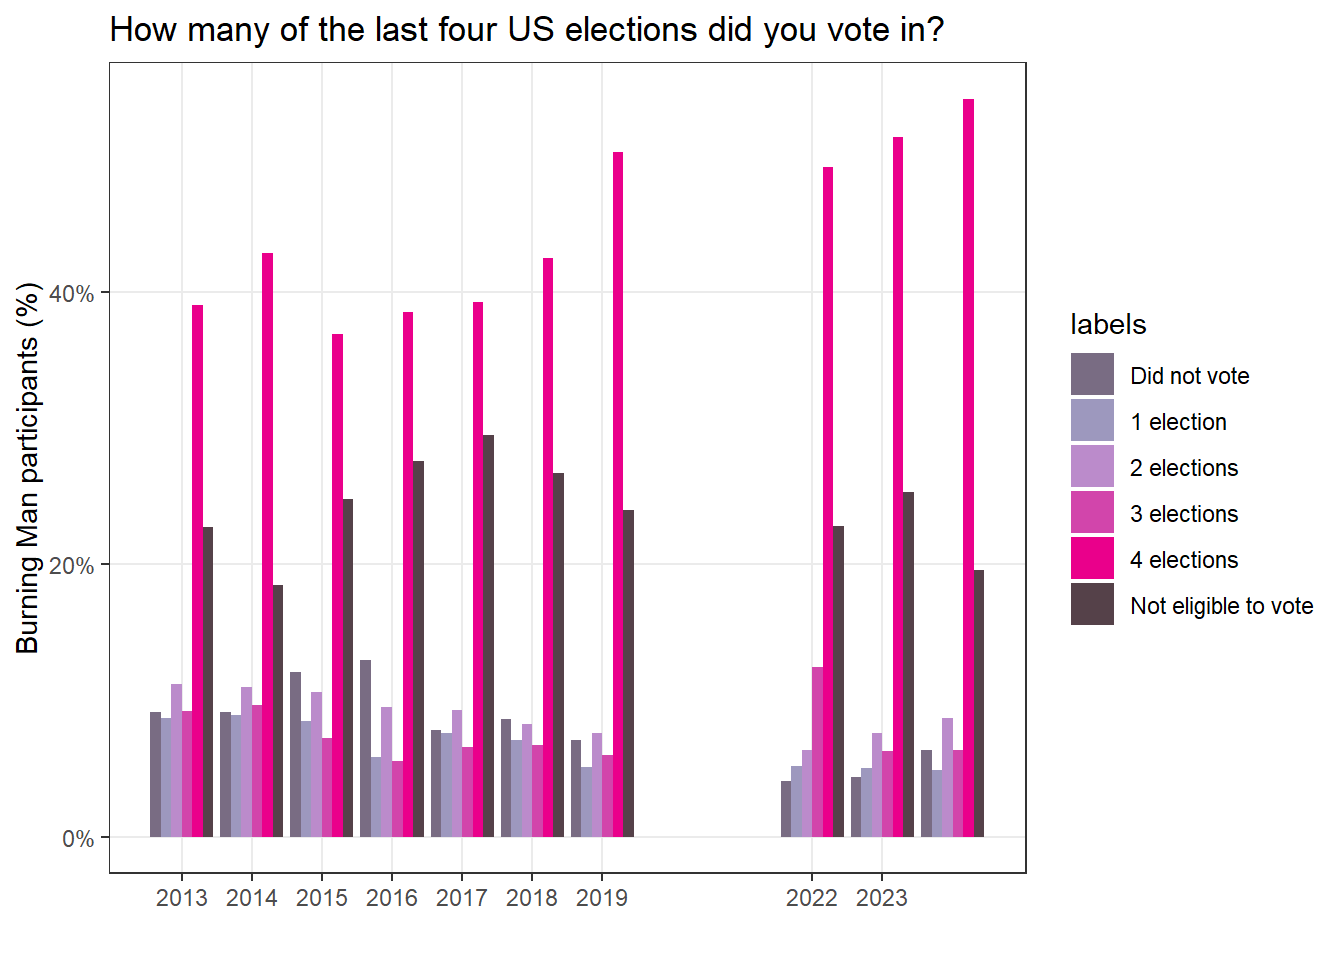 How many of the last four US elections did you vote in?
Burning Man participants (%)
40%
20%
0%
2013 2014 2015 2016 2017 2018 2019 2022 2023
labels
Did not vote
1 election
2 elections
3 elections
4 elections
Not eligible to vote